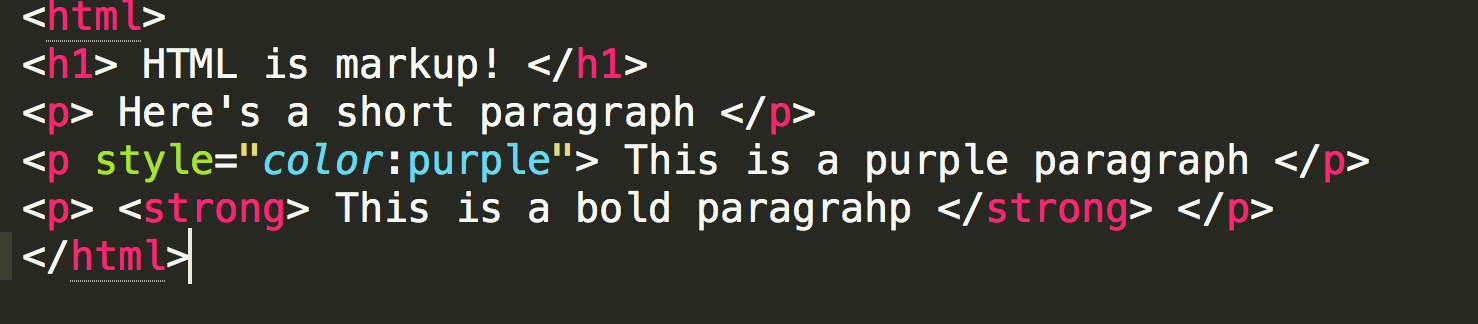 <html>
<h1> HTML is markup! </h1>
<p> Here's a short paragraph </p>
<p style="color:purple"> This is a purple paragraph </p>
<p> <strong> This is a bold paragrahp </strong> </p>
</html>